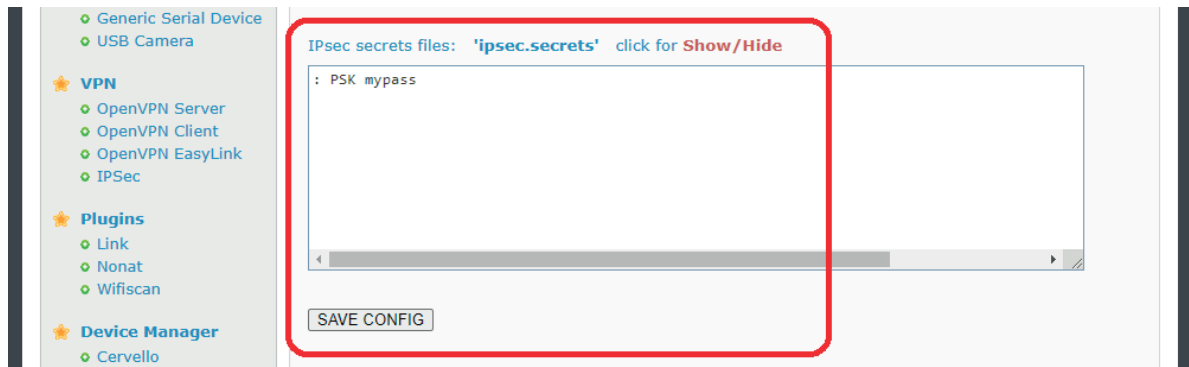 Generic Serial Device
USB Camera
VPN
OpenVPN Server
OpenVPN Client
OpenVPN EasyLink
IPSec
Plugins
Link
Nonat
Wifiscan
Device Manager
Cervello
IPsec secrets files: 'ipsec.secrets' click for Show/Hide
: PSK mypass
SAVE CONFIG